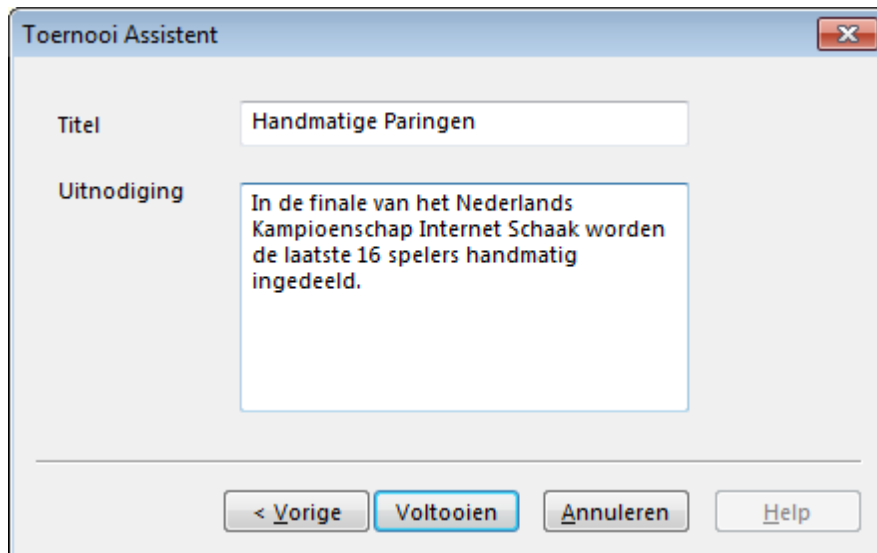 Toernooi Assistent
Titel
Handmatige Paringen
Uitnodiging
In de finale van het Nederlands
Kampioenschap Internet Schaak worden
de laatste 16 spelers handmatig
ingedeeld.
< Vorige
Voltooien
Annuleren
Help